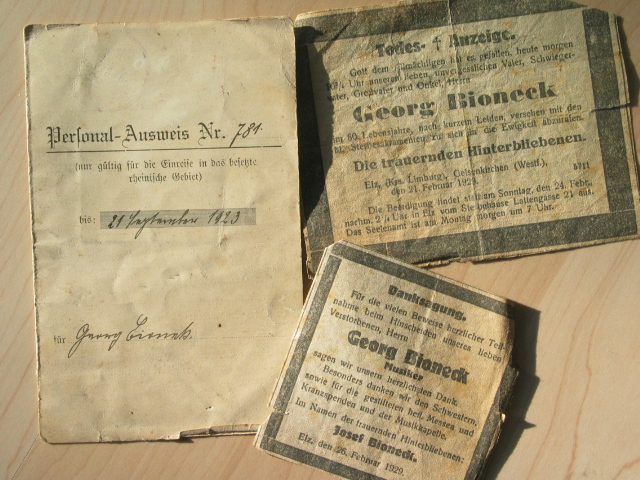 Personal-Ausweis Nr. 781.
(nur gültig für die Einreise in das besetzte
rheinische Gebiet)
bis: 21 September 1923
für Georg Bioneck
Todes- † Anzeige.
Gott dem Allmächtigen hat es gefallen, heute morgen
Uhr unseren lieben, unvergesslichen Vater, Schwieger-
vater, Grossvater und Onkel, Herrn
Georg Bioneck
im 60. Lebensjahre, nach kurzem Leiden, versehen mit den
hl. Sterbesakramenten zu sich in die Ewigkeit abzurufen.
Die trauernden Hinterbliebenen.
Elz, (Krs. Limburg), Gelsenkirchen (Westf.),
den 21. Februar 1929. 8711
Die Beerdigung findet statt am Sonntag, den 24. Febr.,
nachm. 2 Uhr in Elz vom Sterbehause Lattengasse 21 aus.
Das Seelenamt ist am Montag morgen um 7 Uhr.
Danksagung.
Für die vielen Beweise herzlicher Teil-
nahme beim Hinscheiden unseres lieben
Verstorbenen, Herrn
Georg Bioneck
Musiker
sagen wir unsern herzlichsten Dank.
Besonders danken wir den Schwestern,
sowie für die gestifteten heil. Messen und
Kranzspenden und der Musikkapelle.
Im Namen der trauernden Hinterbliebenen:
Josef Bioneck.
Elz, den 26. Februar 1929.